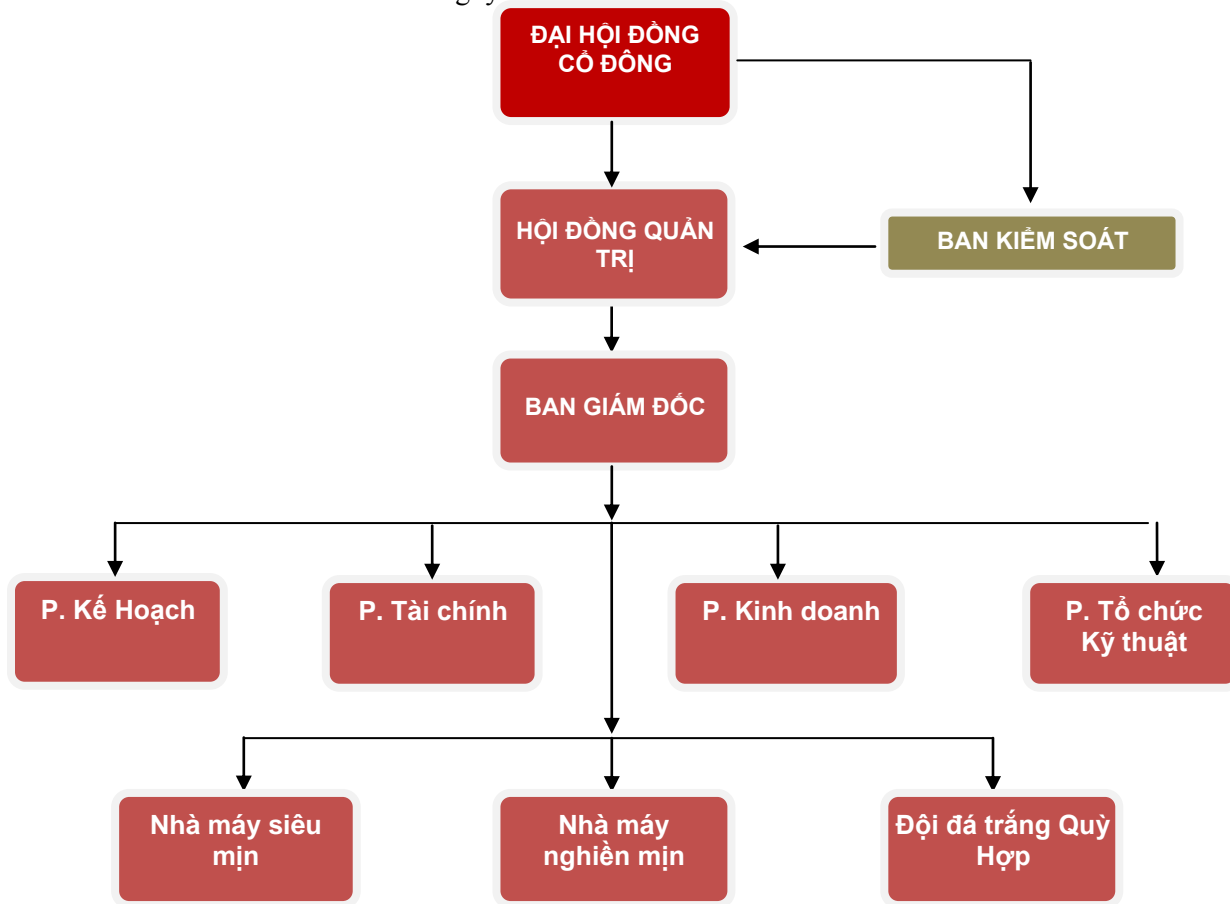 ĐẠI HỘI ĐỒNG
CỔ ĐÔNG
HỘI ĐỒNG QUẢN
TRỊ
BAN KIỂM SOÁT
BAN GIÁM ĐỐC
P. Kế Hoạch
P. Tài chính
P. Kinh doanh
P. Tổ chức
Kỹ thuật
Nhà máy siêu
mịn
Nhà máy
nghiền mịn
Đội đá trắng Quỳ
Hợp